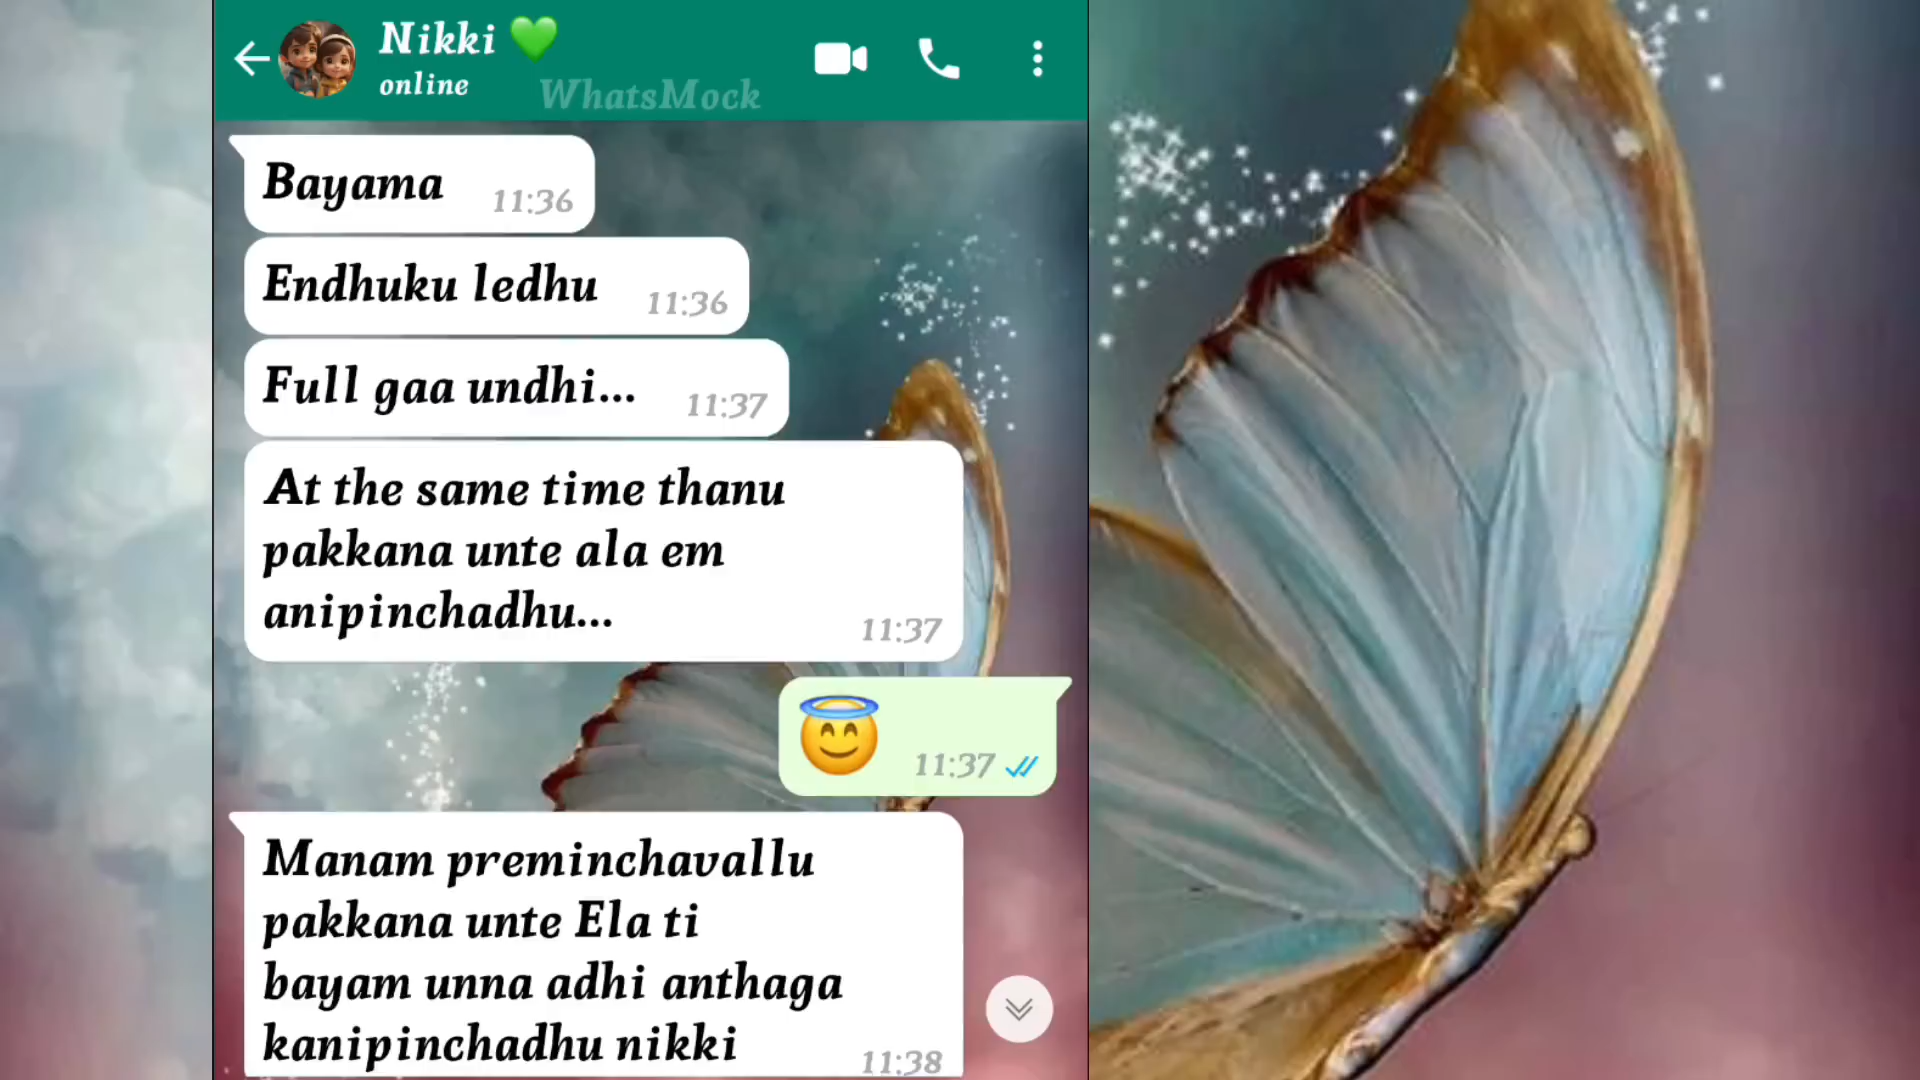 Nikki 💚
online
WhatsMock
Bayama 11:36
Endhuku ledhu 11:36
Full gaa undhi... 11:37
At the same time thanu
pakkana unte ala em
anipinchadhu... 11:37
😇 11:37
Manam preminchavallu
pakkana unte Ela ti
bayam unna adhi anthaga
kanipinchadhu nikki 11:38